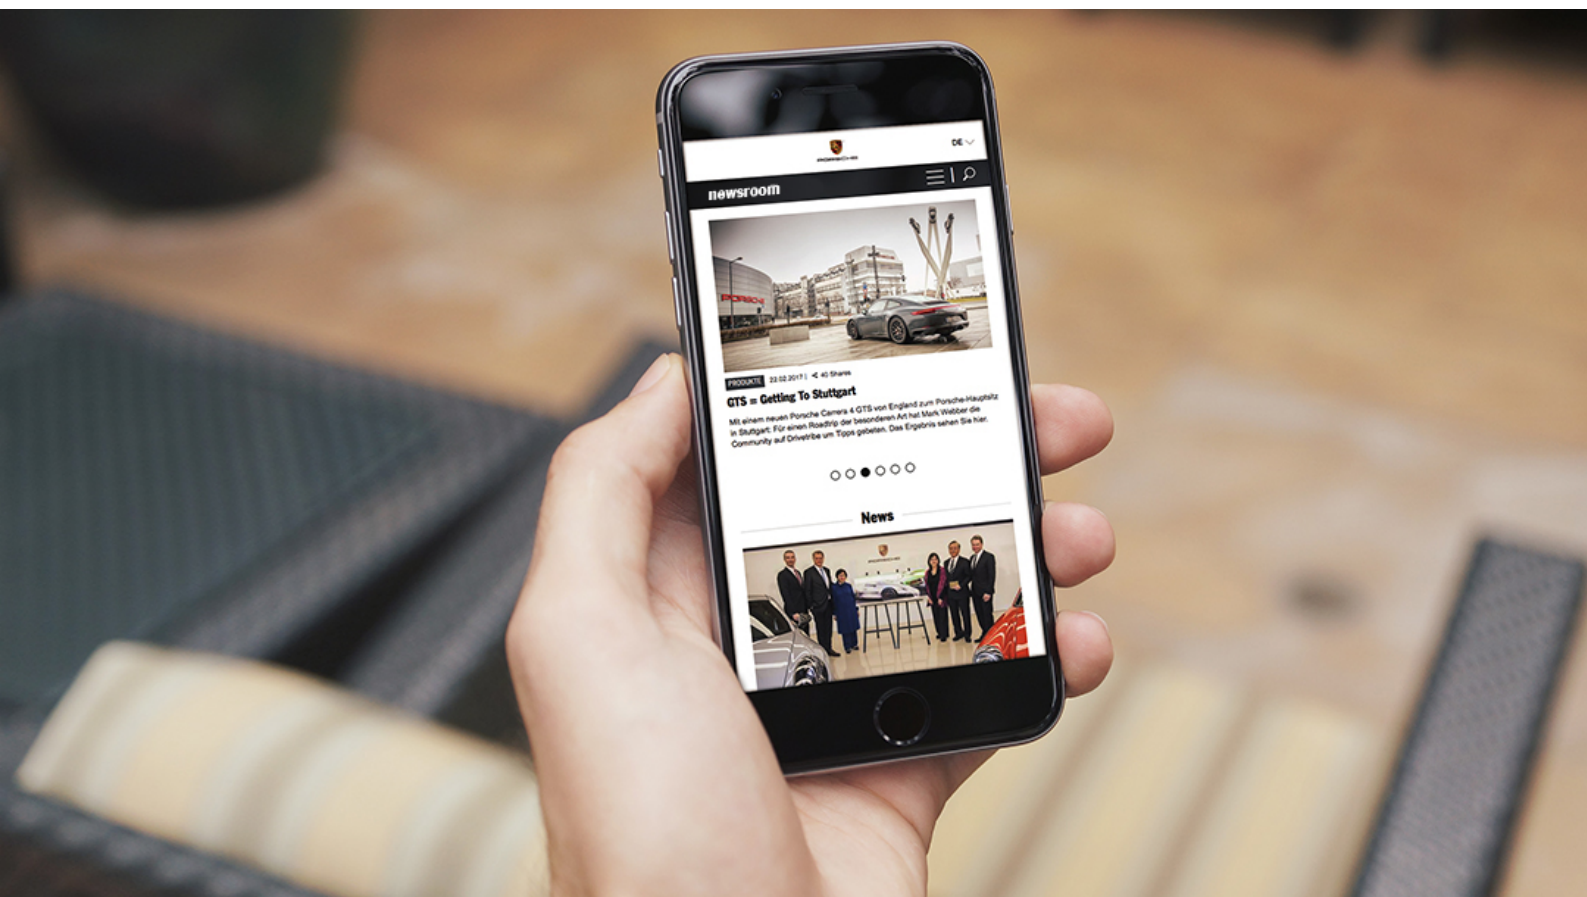 PORSCHE
DE
newsroom
PORSCHE
PRODUKTE 22.02.2017 | 40 Shares
GTS = Getting To Stuttgart
Mit einem neuen Porsche Carrera 4 GTS von England zum Porsche-Hauptsitz
in Stuttgart: Für einen Roadtrip der besonderen Art hat Mark Webber die
Community auf Drivetribe um Tipps gebeten. Das Ergebnis sehen Sie hier.
News
PORSCHE